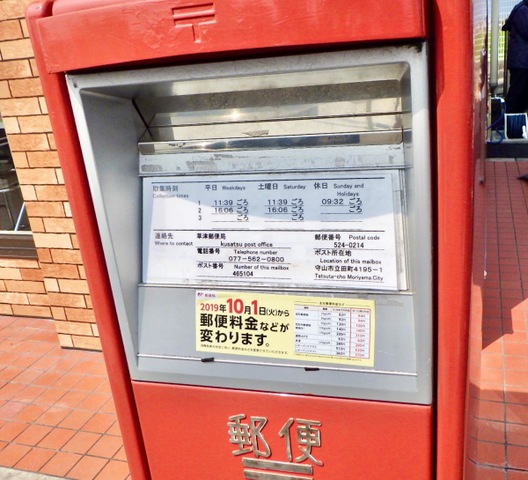 〒
収集時刻 平日 Weekdays 土曜日 Saturday 休日 Sunday and Holidays
Collection times
1 11:39 ごろ 11:39 ごろ 09:32 ごろ
2 16:06 ごろ 16:06 ごろ ごろ
3 ごろ ごろ ごろ
連絡先 草津郵便局 郵便番号 Postal code
Where to contact kusatsu post office 524-0214
電話番号 Telephone number ポスト所在地
077-562-0800 Location of this mailbox
ポスト番号 Number of this mailbox 守山市立田町4195-1
465104 Tatsuta-cho Moriyama.City
2019年10月1日(火)から
郵便料金などが
変わります。
郵便